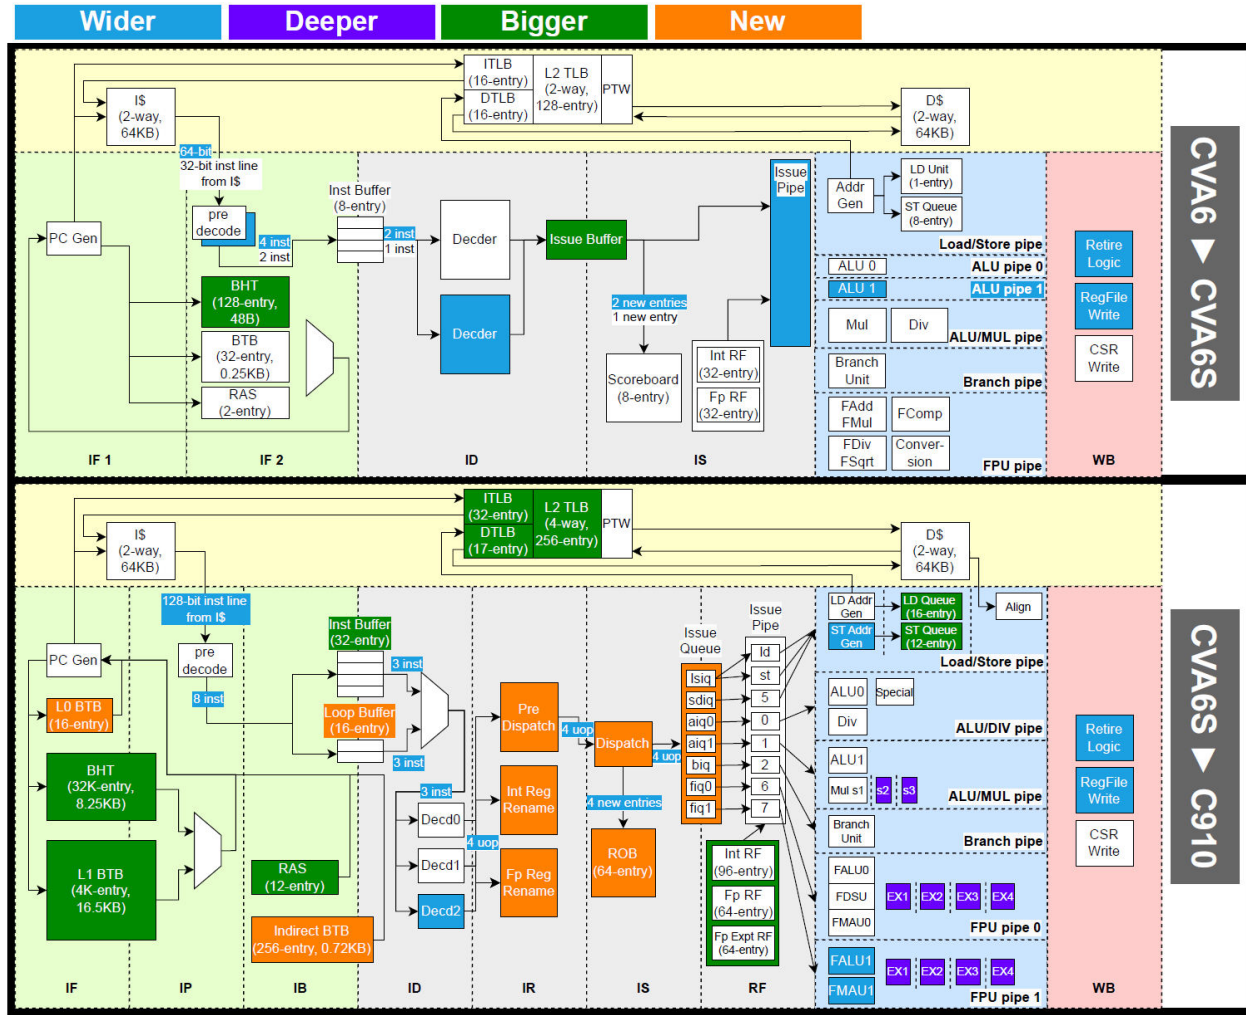 Wider
Deeper
Bigger
New
ITLB
(16-entry)
DTLB
(16-entry)
L2 TLB
(2-way,
128-entry)
PTW
I$
(2-way,
64KB)
D$
(2-way,
64KB)
64-bit
32-bit inst line
from I$
PC Gen
pre
decode
4 inst
2 inst
BHT
(128-entry,
48B)
BTB
(32-entry,
0.25KB)
RAS
(2-entry)
Inst Buffer
(8-entry)
2 inst
1 inst
Decder
Decder
Issue Buffer
2 new entries
1 new entry
Scoreboard
(8-entry)
Int RF
(32-entry)
Fp RF
(32-entry)
Issue
Pipe
Addr
Gen
LD Unit
(1-entry)
ST Queue
(8-entry)
Load/Store pipe
ALU 0
ALU pipe 0
ALU 1
ALU pipe 1
Mul
Div
ALU/MUL pipe
Branch
Unit
Branch pipe
FAdd
FMul
FComp
FDiv
FSqrt
Conver-
sion
FPU pipe
Retire
Logic
RegFile
Write
CSR
Write
IF 1
IF 2
ID
IS
WB
CVA6 ▶ CVA6S
ITLB
(32-entry)
DTLB
(17-entry)
L2 TLB
(4-way,
256-entry)
PTW
I$
(2-way,
64KB)
D$
(2-way,
64KB)
128-bit inst line
from I$
PC Gen
pre
decode
8 inst
L0 BTB
(16-entry)
BHT
(32K-entry,
8.25KB)
L1 BTB
(4K-entry,
16.5KB)
Inst Buffer
(32-entry)
3 inst
Loop Buffer
(16-entry)
3 inst
3 inst
RAS
(12-entry)
Indirect BTB
(256-entry, 0.72KB)
Decd0
Decd1
Decd2
4 uop
Pre
Dispatch
Int Reg
Rename
Fp Reg
Rename
4 uop
Dispatch
4 uop
4 new entries
ROB
(64-entry)
Issue
Queue
lsiq
sdiq
aiq0
aiq1
biq
fiq0
fiq1
Issue
Pipe
ld
st
5
0
1
2
6
7
Int RF
(96-entry)
Fp RF
(64-entry)
Fp Expt RF
(64-entry)
LD Addr
Gen
LD Queue
(16-entry)
Align
ST Addr
Gen
ST Queue
(12-entry)
Load/Store pipe
ALU0
Special
Div
ALU/DIV pipe
ALU1
Mul s1
s2
s3
ALU/MUL pipe
Branch
Unit
Branch pipe
FALU0
FDSU
FMAU0
EX1
EX2
EX3
EX4
FPU pipe 0
FALU1
FMAU1
EX1
EX2
EX3
EX4
FPU pipe 1
Retire
Logic
RegFile
Write
CSR
Write
IF
IP
IB
ID
IR
IS
RF
WB
CVA6S ▶ C910